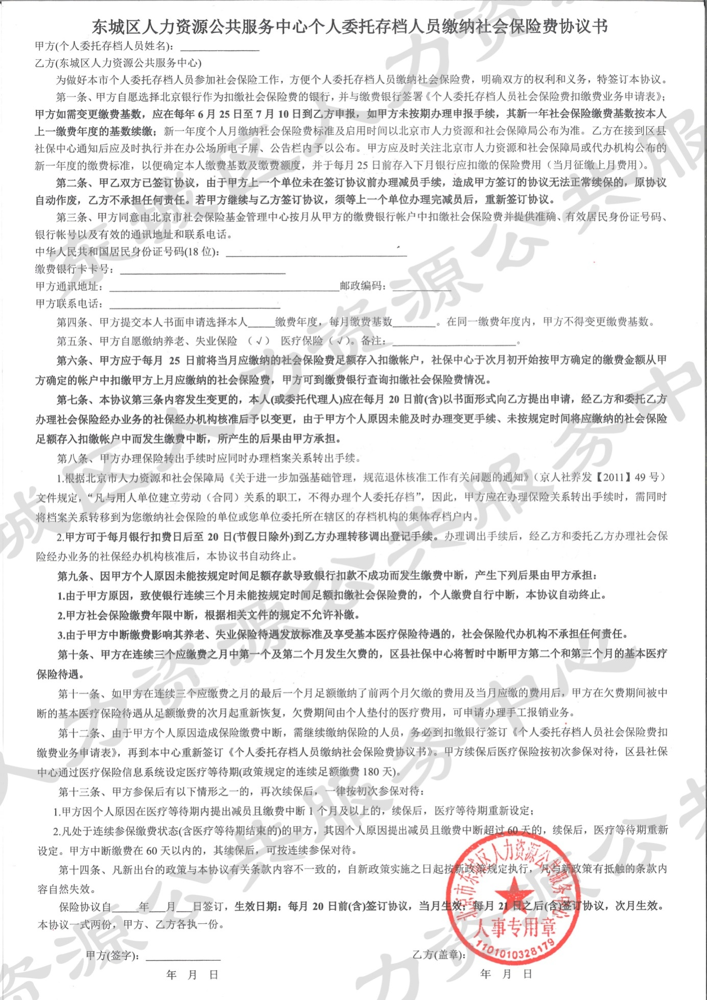 东城区人力资源公共服务中心个人委托存档人员缴纳社会保险费协议书
甲方(个人委托存档人员姓名)：
乙方(东城区人力资源公共服务中心)
为做好本市个人委托存档人员参加社会保险工作，方便个人委托存档人员缴纳社会保险费，明确双方的权利和义务，特签订本协议。
第一条、甲方自愿选择北京银行作为扣缴社会保险费的银行，并与缴费银行签署《个人委托存档人员社会保险费扣缴费业务申请表》；
甲方如需变更缴费基数，应在每年 6 月 25 日至 7 月 10 日到乙方申报，如甲方未按期办理申报手续，其新一年社会保险缴费基数按本人
上一缴费年度的基数续缴；新一年度个人月缴纳社会保险费标准及启用时间以北京市人力资源和社会保障局公布为准。乙方在接到区县
社保中心通知后应及时执行并在办公场所电子屏、公告栏内予以公布。甲方应及时关注北京市人力资源和社会保障局或代办机构公布的
新一年度的缴费标准，以便确定本人缴费基数及缴费额度，并于每月 25 日前存入下月银行应扣缴的保险费用（当月征缴上月费用）。
第二条、甲乙双方已签订协议，由于甲方上一个单位未在签订协议前办理减员手续，造成甲方签订的协议无法正常续保的，原协议
自动作废，乙方不承担任何责任。若甲方继续与乙方签订协议，须等上一个单位办理完减员后，重新签订协议。
第三条、甲方同意由北京市社会保险基金管理中心按月从甲方的缴费银行帐户中扣缴社会保险费并提供准确、有效居民身份证号码、
银行帐号以及有效的通讯地址和联系电话。
中华人民共和国居民身份证号码(18 位)：
缴费银行卡卡号：
甲方通讯地址：邮政编码：
甲方联系电话：
第四条、甲方提交本人书面申请选择本人_____缴费年度，每月缴费基数________。在同一缴费年度内，甲方不得变更缴费基数。
第五条、甲方自愿缴纳养老、失业保险 （√） 医疗保险（√）。备注：________。
第六条、甲方应于每月 25 日前将当月应缴纳的社会保险费足额存入扣缴帐户，社保中心于次月初开始按甲方确定的缴费金额从甲
方确定的帐户中扣缴甲方上月应缴纳的社会保险费，甲方可到缴费银行查询扣缴社会保险费情况。
第七条、本协议第三条内容发生变更的，本人(或委托代理人)应在每月 20 日前(含)以书面形式向乙方提出申请，经乙方和委托乙方
办理社会保险经办业务的社保经办机构核准后予以变更，由于甲方个人原因未能及时办理变更手续、未按规定时间将应缴纳的社会保险
足额存入扣缴帐户中而发生缴费中断，所产生的后果由甲方承担。
第八条、甲方办理保险转出手续时应同时办理档案关系转出手续。
1.根据北京市人力资源和社会保障局《关于进一步加强基础管理，规范退休核准工作有关问题的通知》（京人社养发【2011】49 号）
文件规定，“凡与用人单位建立劳动（合同）关系的职工，不得办理个人委托存档”，因此，甲方应在办理保险关系转出手续时，需同时
将档案关系转移到为您缴纳社会保险的单位或您单位委托所在辖区的存档机构的集体存档户内。
2.甲方可于每月银行扣费日后至 20 日(节假日除外)到乙方办理转移调出登记手续。办理调出手续后，经乙方和委托乙方办理社会保
险经办业务的社保经办机构核准后，本协议书自动终止。
第九条、因甲方个人原因未能按规定时间足额存款导致银行扣款不成功而发生缴费中断，产生下列后果由甲方承担：
1.由于甲方原因，致使银行连续三个月未能按规定时间足额扣缴社会保险费的，个人缴费自行中断，本协议自动终止。
2.甲方社会保险缴费年限中断，根据相关文件的规定不允许补缴。
3.由于甲方中断缴费影响其养老、失业保险待遇发放标准及享受基本医疗保险待遇的，社会保险代办机构不承担任何责任。
第十条、甲方在连续三个应缴费之月中第一个及第二个月发生欠费的，区县社保中心将暂时中断甲方第二个和第三个月的基本医疗
保险待遇。
第十一条、如甲方在连续三个应缴费之月的最后一个月足额缴纳了前两个月欠缴的费用及当月应缴的费用后，甲方在欠费期间被中
断的基本医疗保险待遇从足额缴费的次月起重新恢复，欠费期间由个人垫付的医疗费用，可申请办理手工报销业务。
第十二条、由于甲方个人原因造成保险缴费中断，需继续缴纳保险的人员，务必到扣缴银行签订《个人委托存档人员社会保险费扣
缴费业务申请表》，再到本中心重新签订《个人委托存档人员缴纳社会保险费协议书》。甲方续保后医疗保险按初次参保对待，区县社保
中心通过医疗保险信息系统设定医疗等待期(政策规定的连续足额缴费 180 天)。
第十三条、甲方参保后有以下情形之一的，再次续保后，一律按初次参保对待：
1.甲方因个人原因在医疗等待期内提出减员且缴费中断 1 个月及以上的，续保后，医疗等待期重新设定；
2.凡处于连续参保缴费状态(含医疗等待期结束的)的甲方，其因个人原因提出减员且缴费中断超过 60 天的，续保后，医疗等待期重新
设定。甲方中断缴费在 60 天以内的，其续保后，可按连续参保对待。
第十四条、凡新出台的政策与本协议有关条款内容不一致的，自新政策实施之日起按新政策规定执行，凡与新政策有抵触的条款内
容自然失效。
保险协议自_____年___月___日签订，生效日期：每月 20 日前(含)签订协议，当月生效；每月 21 日之后(含)签订协议，次月生效。
本协议一式两份，甲方、乙方各执一份。
甲方(签字)：
乙方(盖章)：
年 月 日
年 月 日
北京市东城区人力资源公共服务中心
人事专用章
1101010328179
东城区人力资源公共服务中心